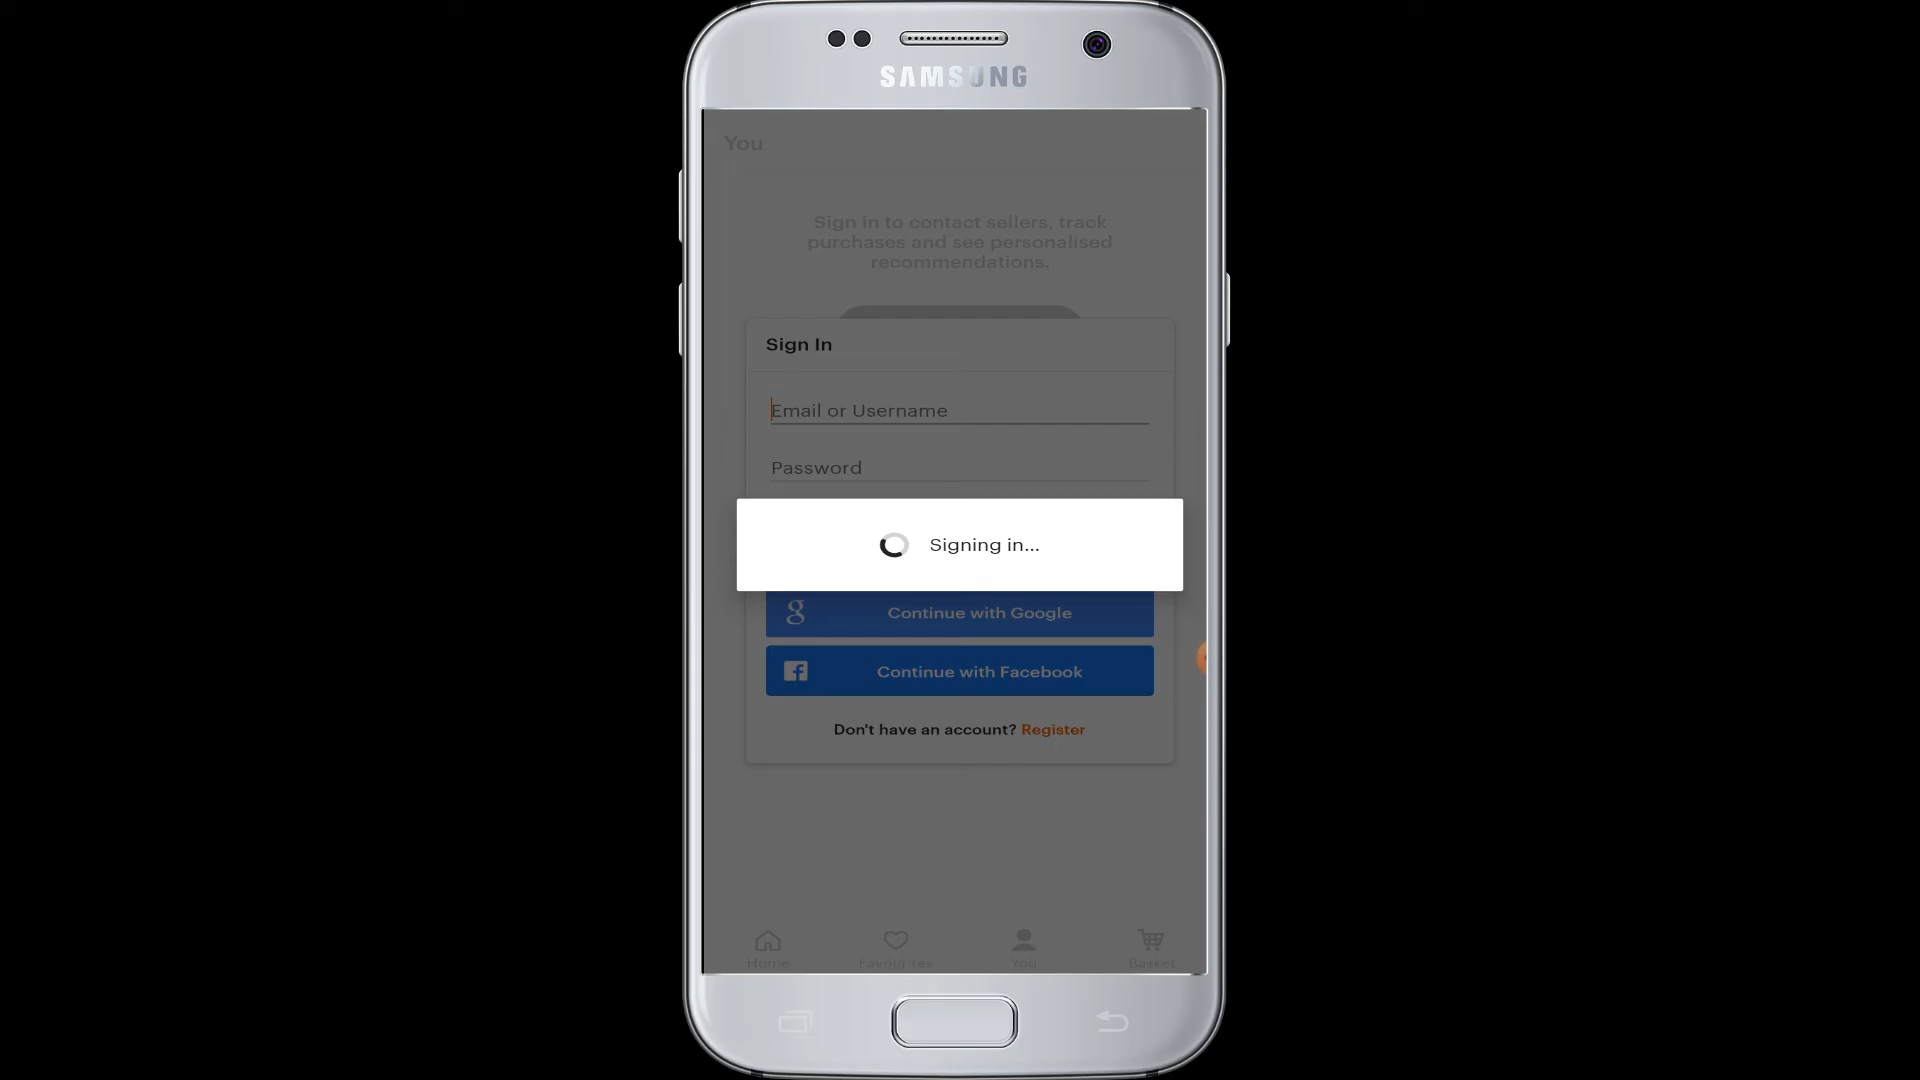 SAMSUNG
You
Sign in to contact sellers, track
purchases and see personalised
recommendations.
Sign In
Email or Username
Password
Signing in...
g Continue with Google
f Continue with Facebook
Don't have an account? Register
Home Favourites You Basket